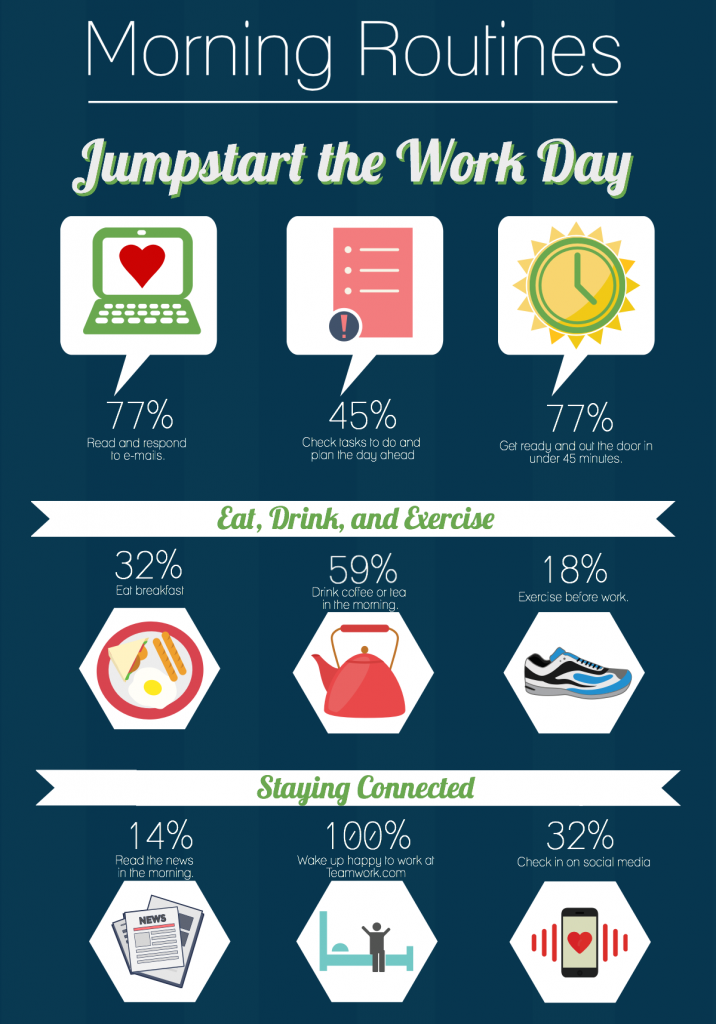 Morning Routines
Jumpstart the Work Day
77%
Read and respond
to e-mails.
45%
Check tasks to do and
plan the day ahead
77%
Get ready and out the door in
under 45 minutes.
Eat, Drink, and Exercise
32%
Eat breakfast
59%
Drink coffee or tea
in the morning.
18%
Exercise before work.
Staying Connected
14%
Read the news
in the morning.
100%
Wake up happy to work at
Teamwork.com
32%
Check in on social media
NEWS